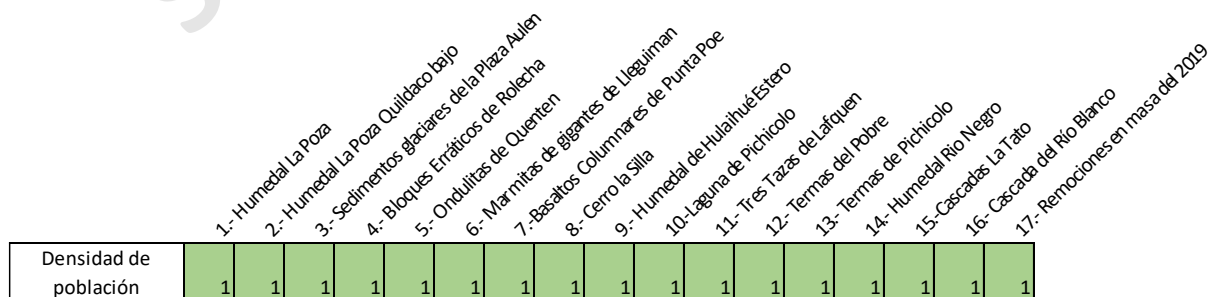 1.- Humedal La Poza
2.- Humedal La Poza Quildaco bajo
3.-Sedimentos glaciares de la Plaza Aulen
4.- Bloques Erráticos de Rolecha
5.- Ondulitas de Quenten
6.- Marmitas de gigantes de Lleguiman
7.-Basaltos Columnares de Punta Poe
8.- Cerro la Silla
9.- Humedal de Hulaihué Estero
10.-Laguna de Pichicolo
11.- Tres Tazas de Lafquen
12.- Termas del Pobre
13.- Termas de Pichicolo
14.- Humedal Rio Negro
15.-Cascadas La Tato
16.- Cascada del Río Blanco
17.- Remociones en masa del 2019
Densidad de
población 1 1 1 1 1 1 1 1 1 1 1 1 1 1 1 1 1